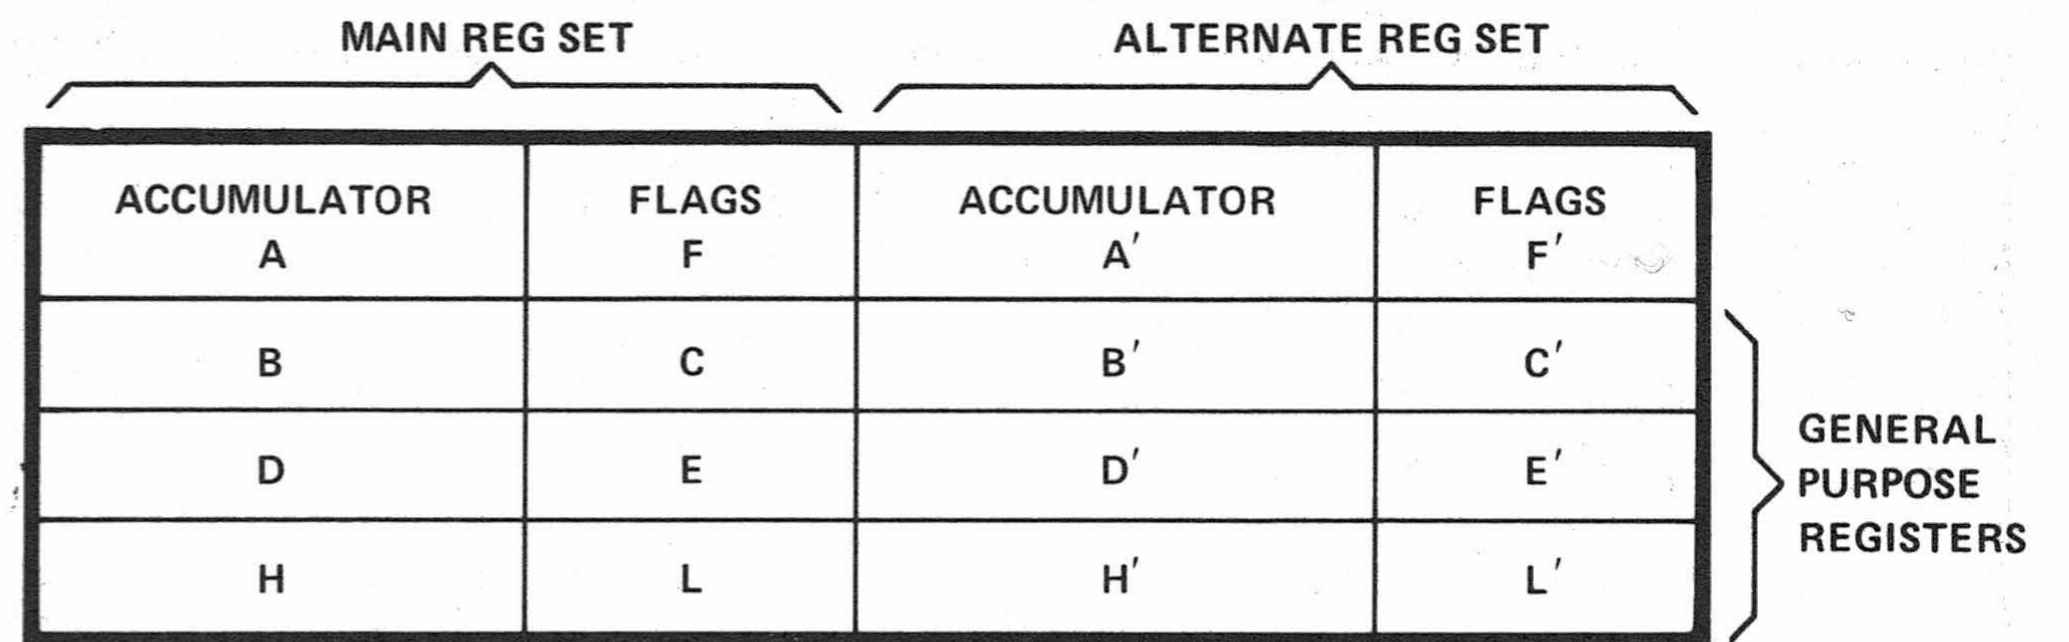 MAIN REG SET ALTERNATE REG SET
ACCUMULATOR FLAGS ACCUMULATOR FLAGS
A F A′ F′
B C B′ C′
D E D′ E′
H L H′ L′
GENERAL
PURPOSE
REGISTERS